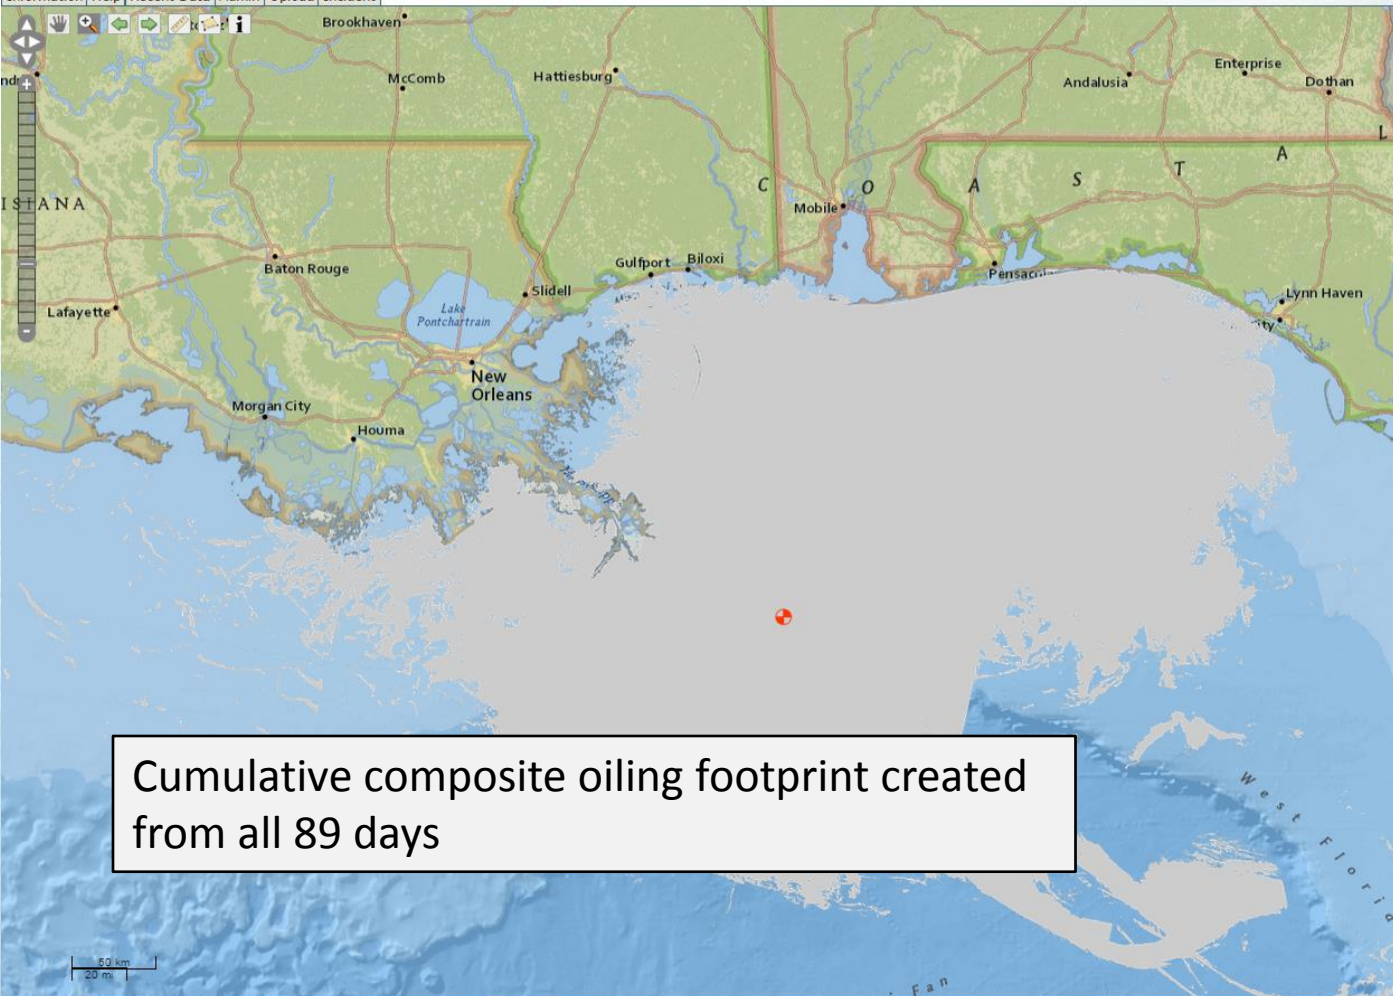 Brookhaven
McComb
Hattiesburg
Andalusia
Enterprise
Dothan
L
A
T
S
A
O
C
ISIANA
Mobile
Baton Rouge
Gulfport
Biloxi
Slidell
Lynn Haven
Lafayette
Lake
Pontchartrain
New
Orleans
Morgan City
Houma
Cumulative composite oiling footprint created
from all 89 days
West Florida
50 km
20 mi
Fan